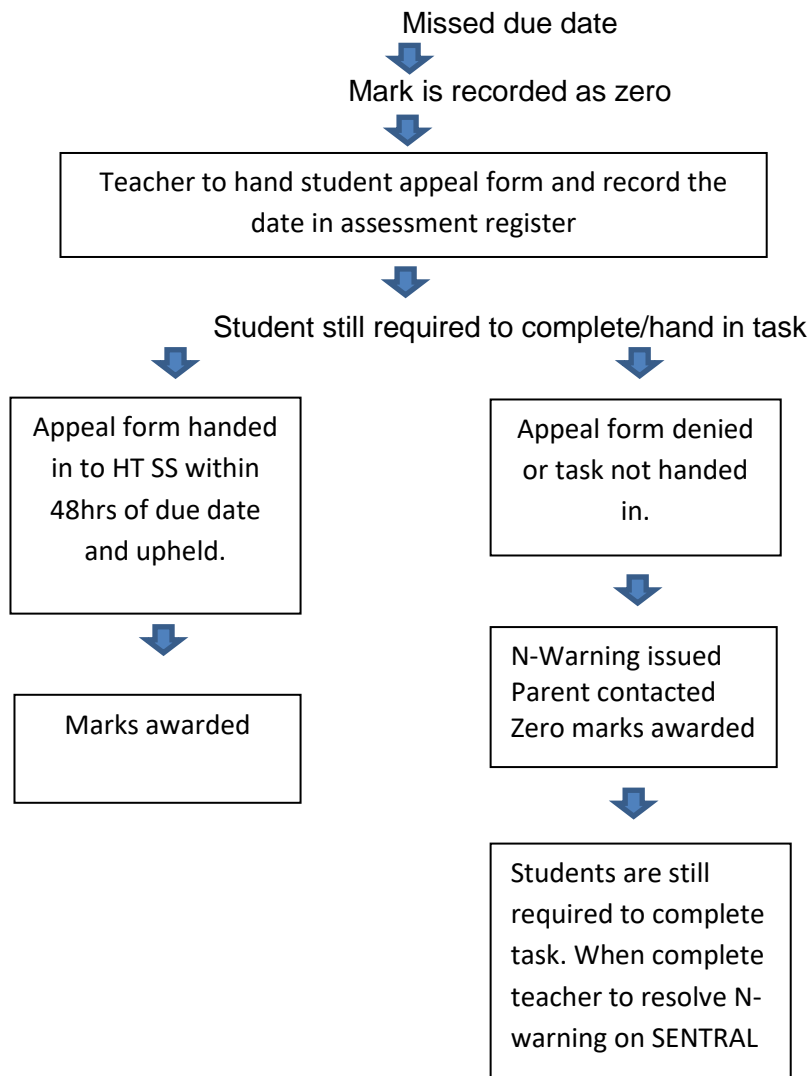 Missed due date
Mark is recorded as zero
Teacher to hand student appeal form and record the
date in assessment register
Student still required to complete/hand in task
Appeal form handed
in to HT SS within
48hrs of due date
and upheld.
Marks awarded
Appeal form denied
or task not handed
in.
N-Warning issued
Parent contacted
Zero marks awarded
Students are still
required to complete
task. When complete
teacher to resolve N-
warning on SENTRAL